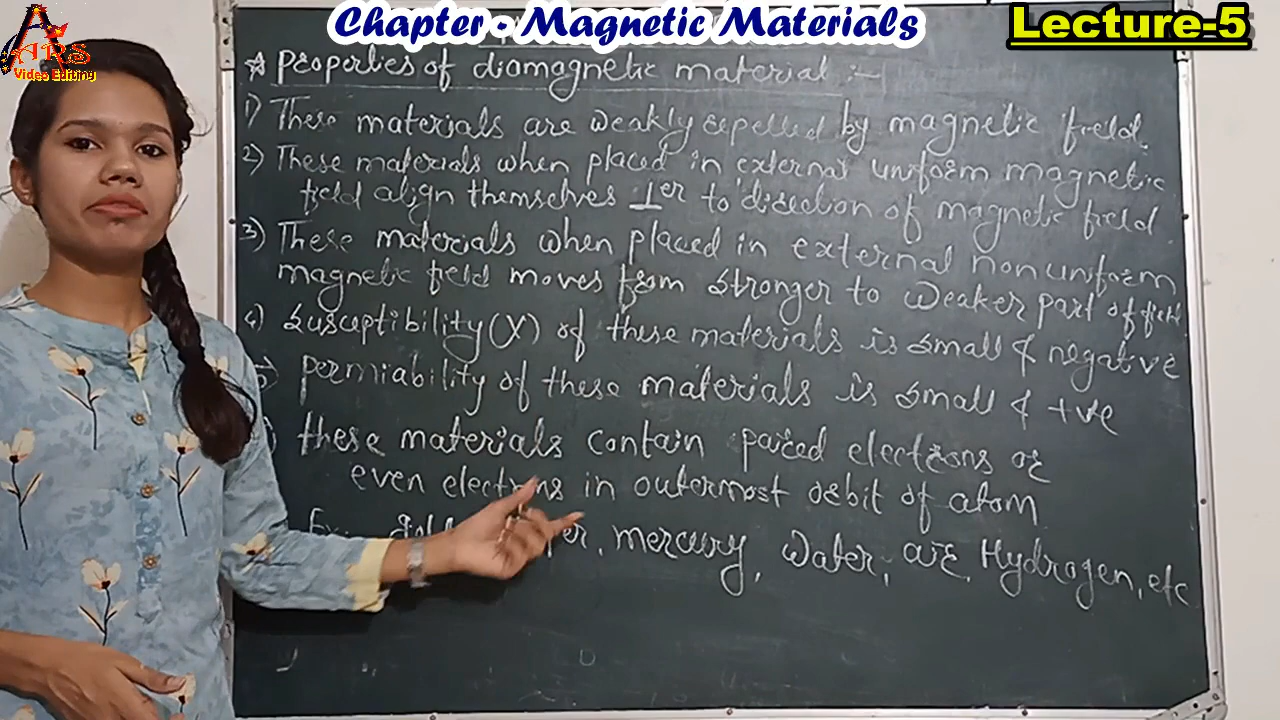 Chapter - Magnetic Materials
Lecture-5
ARS
Video Editing
☆ Properties of diamagnetic material :-
1) These materials are weakly repelled by magnetic field.
2) These materials when placed in external uniform magnetic
field align themselves ⊥er to direction of magnetic field.
3) These materials when placed in external non uniform
magnetic field moves from stronger to weaker part of field
4) Susceptibility (X) of these materials is small & negative
5) Permiability of these materials is small & +ve
these materials contain paired electrons or
even electrons in outermost orbit of atom
Ex. er, mercury, Water, air, Hydrogen, etc